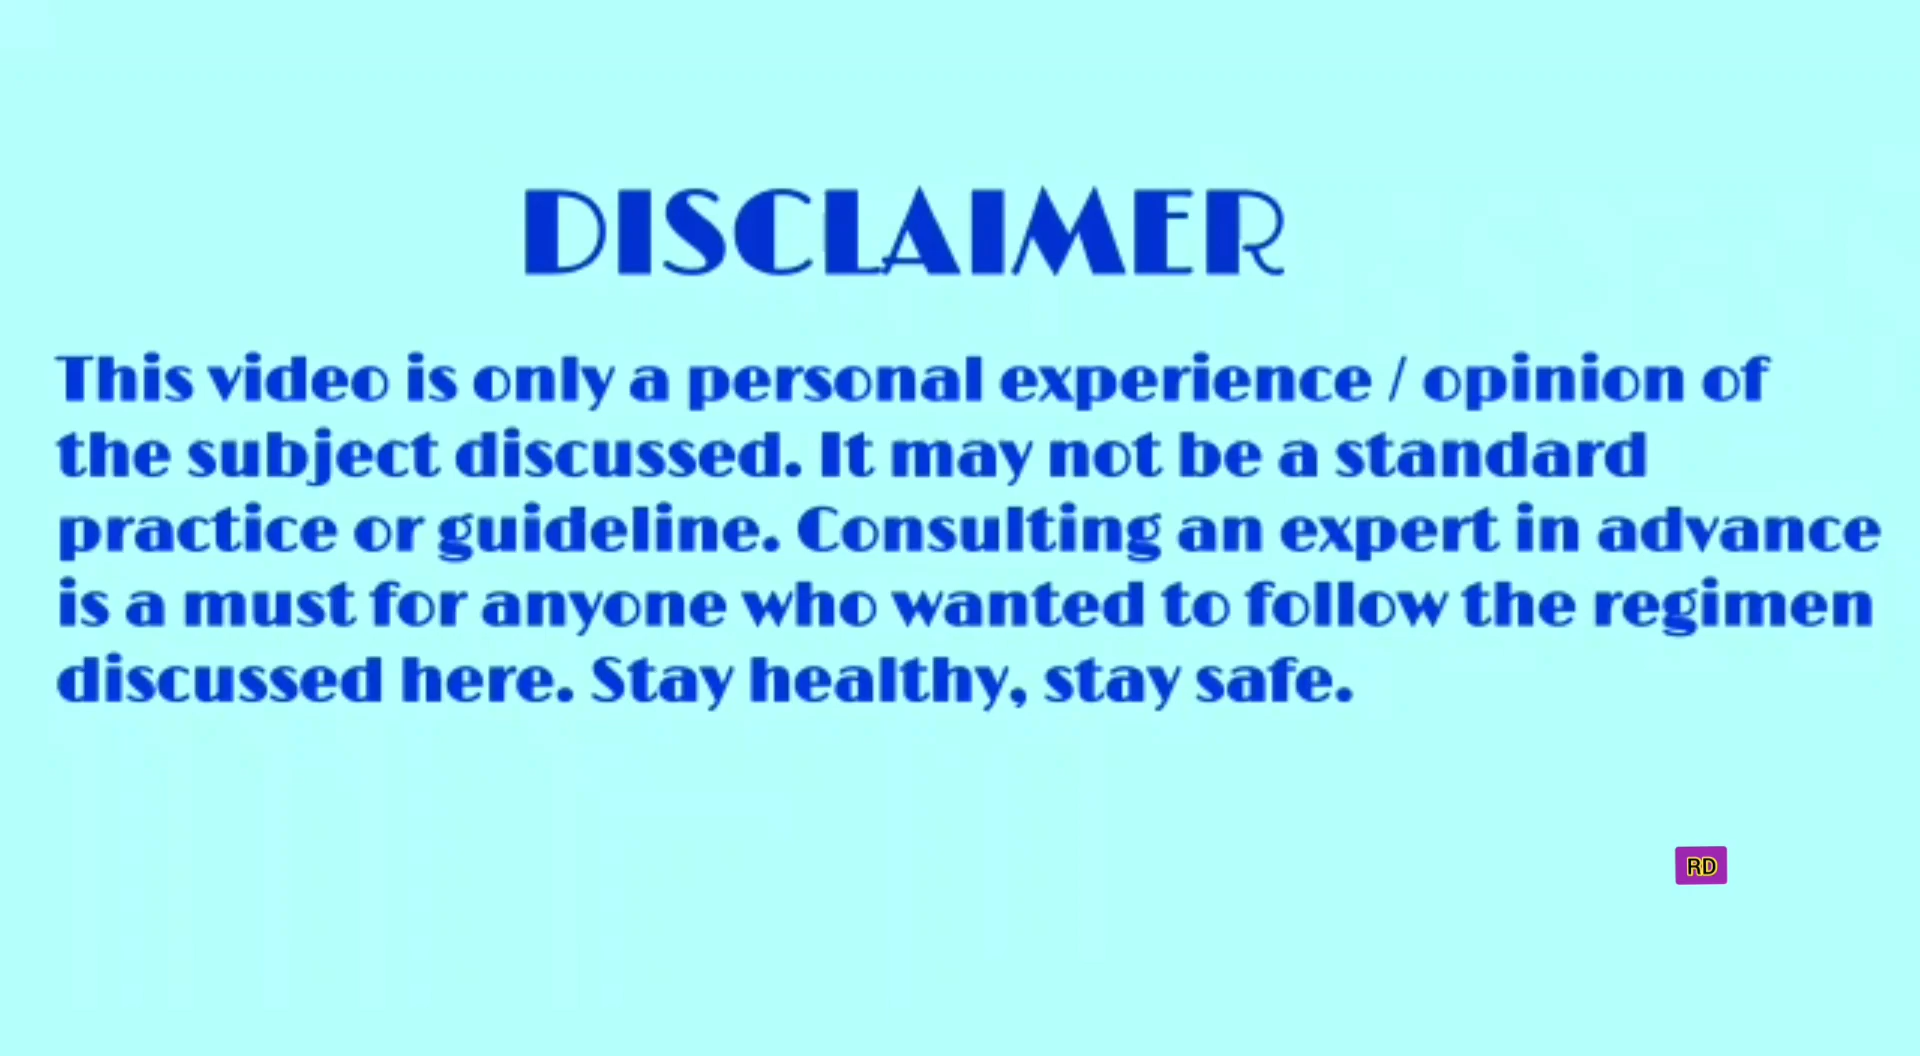 DISCLAIMER
This video is only a personal experience / opinion of
the subject discussed. It may not be a standard
practice or guideline. Consulting an expert in advance
is a must for anyone who wanted to follow the regimen
discussed here. Stay healthy, stay safe.
RD